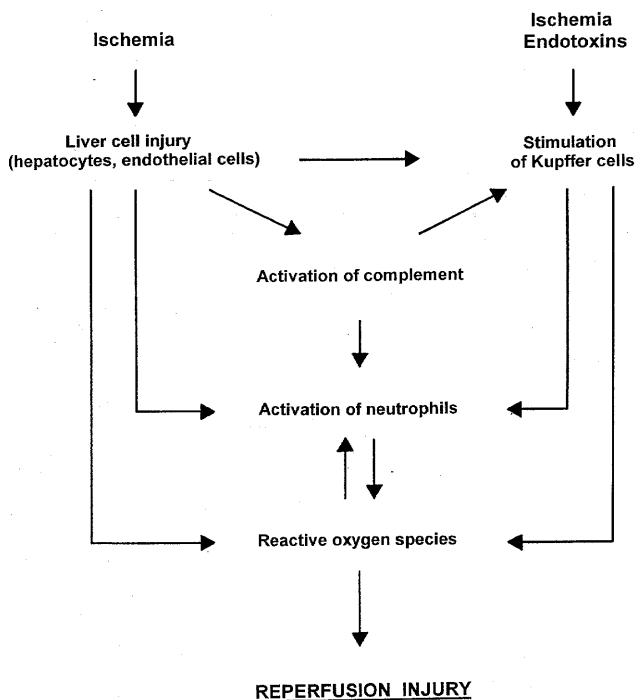 Ischemia
Ischemia
Endotoxins
Liver cell injury
(hepatocytes, endothelial cells)
Stimulation
of Kupffer cells
Activation of complement
Activation of neutrophils
Reactive oxygen species
REPERFUSION INJURY